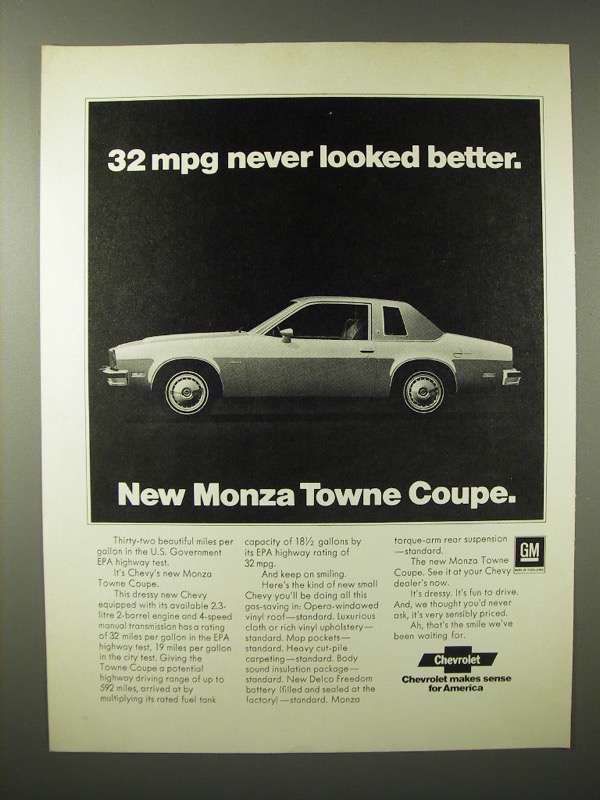 32 mpg never looked better.
New Monza Towne Coupe.
Thirty-two beautiful miles per
gallon in the U.S. Government
EPA highway test.
It's Chevy's new Monza
Towne Coupe.
This dressy new Chevy
equipped with its available 2.3-
litre 2-barrel engine and 4-speed
manual transmission has a rating
of 32 miles per gallon in the EPA
highway test, 19 miles per gallon
in the city test. Giving the
Towne Coupe a potential
highway driving range of up to
592 miles, arrived at by
multiplying its rated fuel tank
capacity of 18½ gallons by
its EPA highway rating of
32 mpg.
And keep on smiling.
Here's the kind of new small
Chevy you'll be doing all this
gas-saving in: Opera-windowed
vinyl roof—standard. Luxurious
cloth or rich vinyl upholstery—
standard. Map pockets—
standard. Heavy cut-pile
carpeting—standard. Body
sound insulation package—
standard. New Delco Freedom
battery (filled and sealed at the
factory)—standard. Monza
torque-arm rear suspension
—standard.
The new Monza Towne
Coupe. See it at your Chevy
dealer's now.
It's dressy. It's fun to drive.
And, we thought you'd never
ask, it's very sensibly priced.
Ah, that's the smile we've
been waiting for.
GM
MARK OF EXCELLENCE
Chevrolet
Chevrolet makes sense
for America